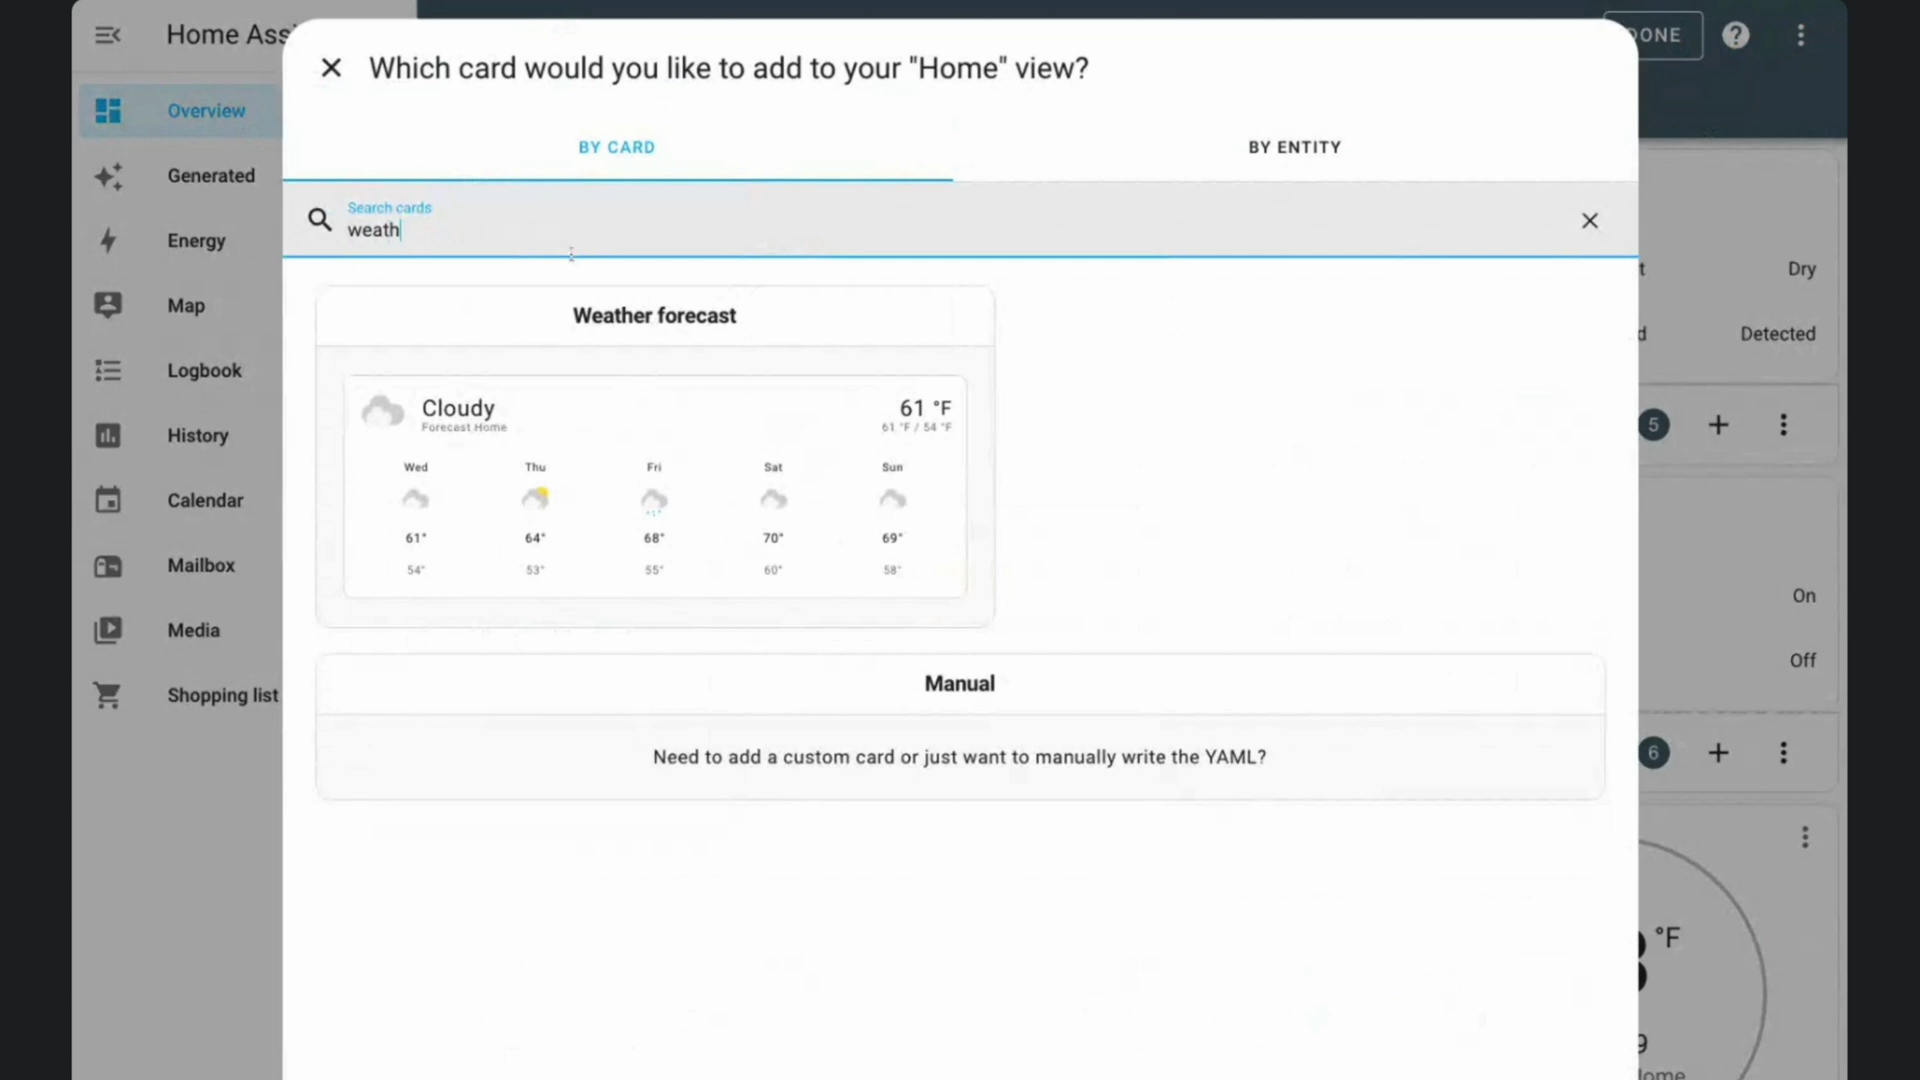 Home Ass
DONE
Which card would you like to add to your "Home" view?
BY CARD
BY ENTITY
Search cards
weath
Overview
Generated
Energy
Map
Logbook
History
Calendar
Mailbox
Media
Shopping list
Weather forecast
Cloudy
61 °F
Forecast Home
61 °F / 54 °F
Wed Thu Fri Sat Sun
61° 64° 68° 70° 69°
54° 53° 55° 60° 58°
Manual
Need to add a custom card or just want to manually write the YAML?
t Dry
d Detected
5
On
Off
6
°F
9